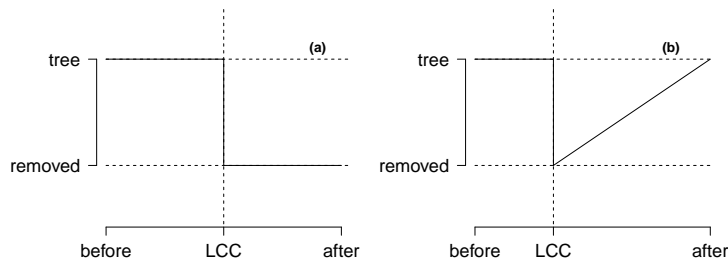 (a)
tree
removed
before LCC after
(b)
tree
removed
before LCC after